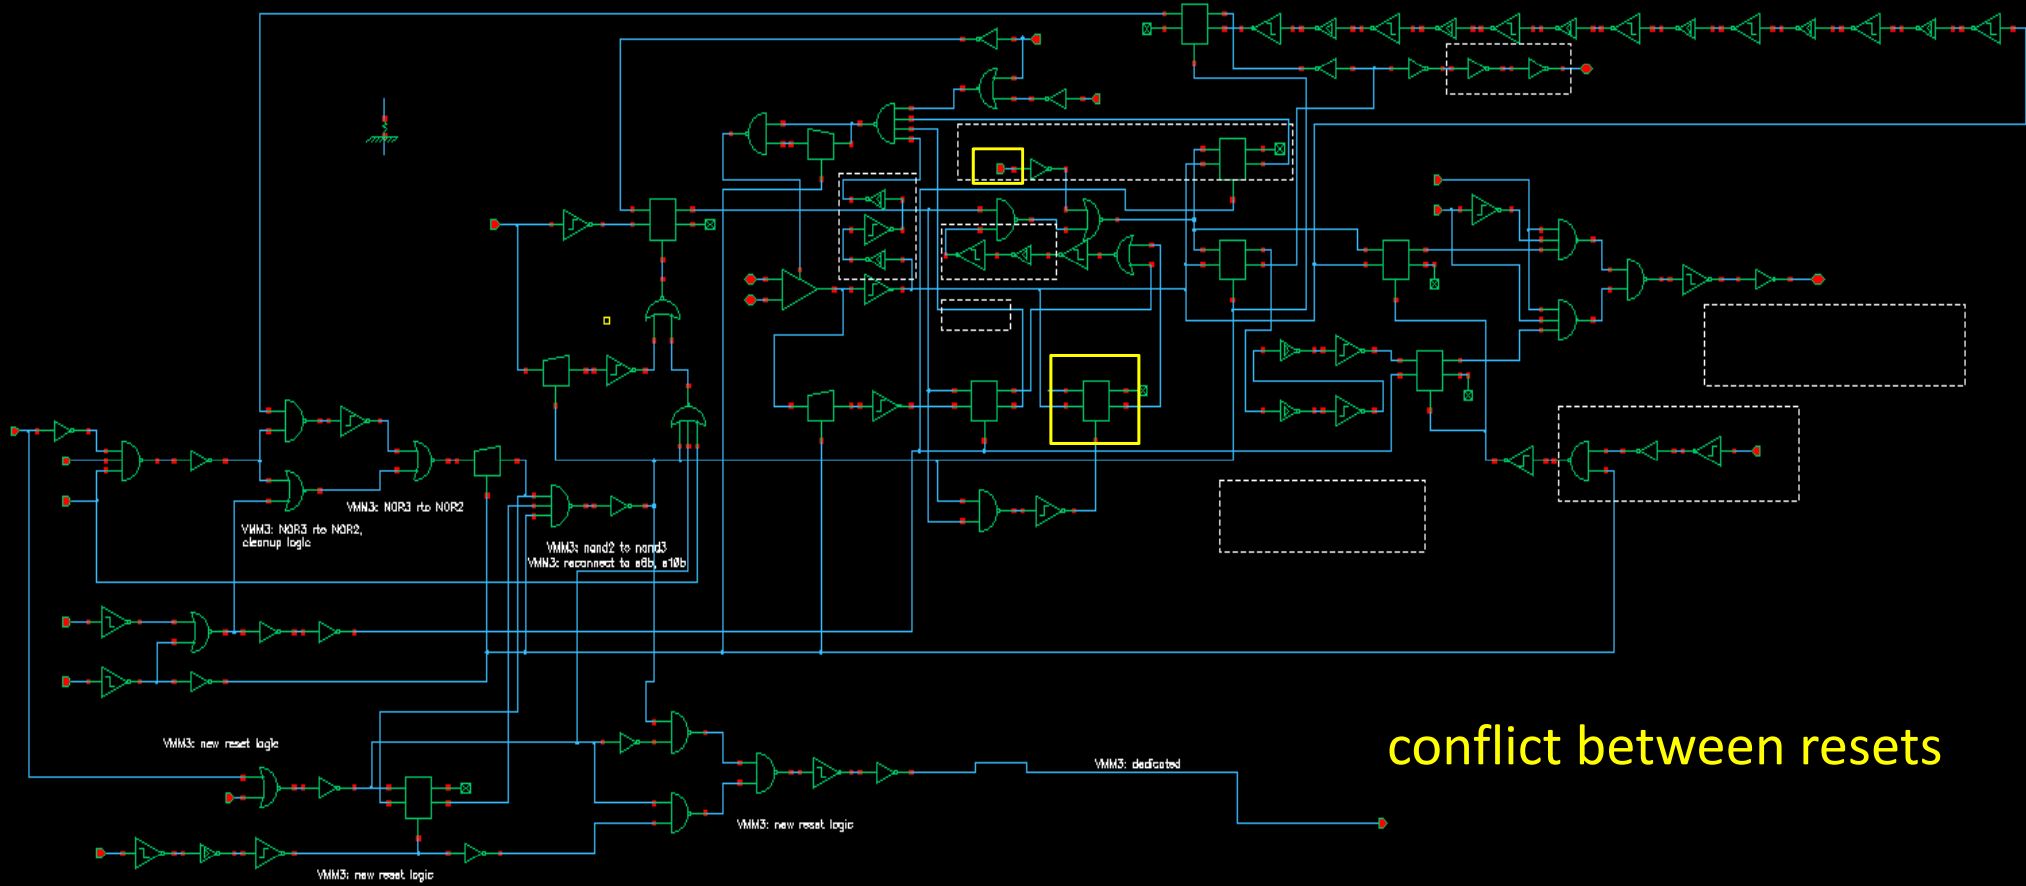 VMM3: NOR3 rto NOR2
VMM3: NOR3 rto NOR2,
cleanup logic
VMM3: nand2 to nand3
VMM3: reconnect to a6b, a10b
VMM3: new reset logic
conflict between resets
VMM3: dedicated
VMM3: new reset logic
VMM3: new reset logic